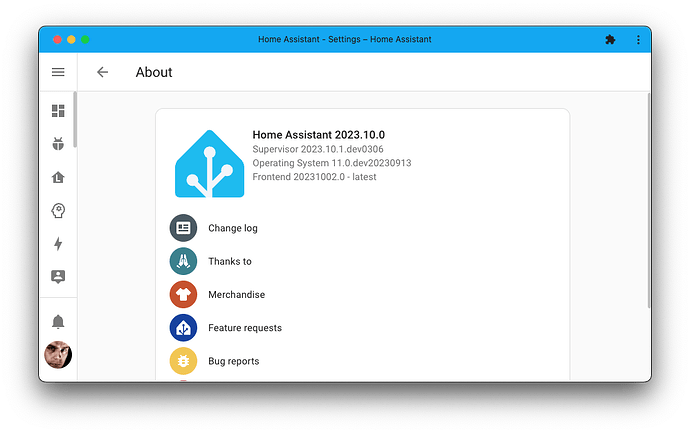 Home Assistant - Settings – Home Assistant
About
Home Assistant 2023.10.0
Supervisor 2023.10.1.dev0306
Operating System 11.0.dev20230913
Frontend 20231002.0 - latest
Change log
Thanks to
Merchandise
Feature requests
Bug reports